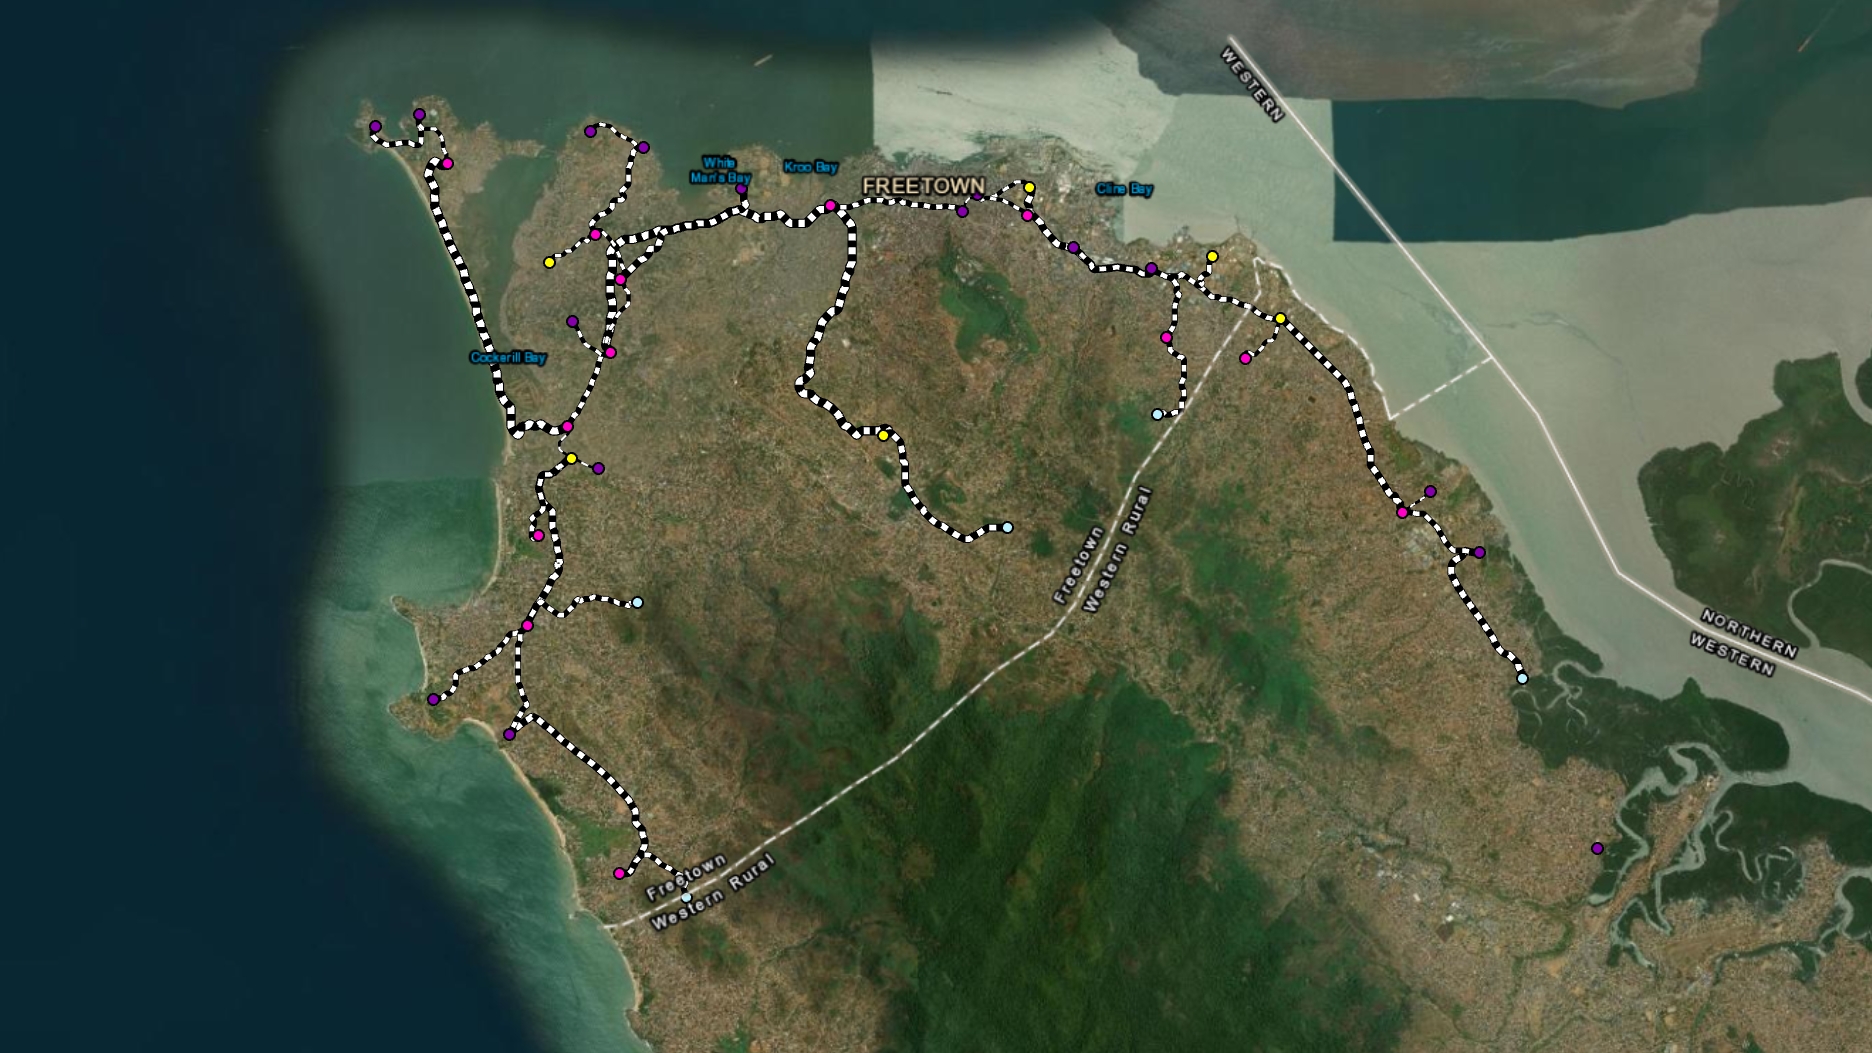 WESTERN
White
Man's Bay
Kroo Bay
FREETOWN
Cline Bay
Cockerill Bay
Freetown
Western Rural
NORTHERN
WESTERN
Freetown
Western Rural